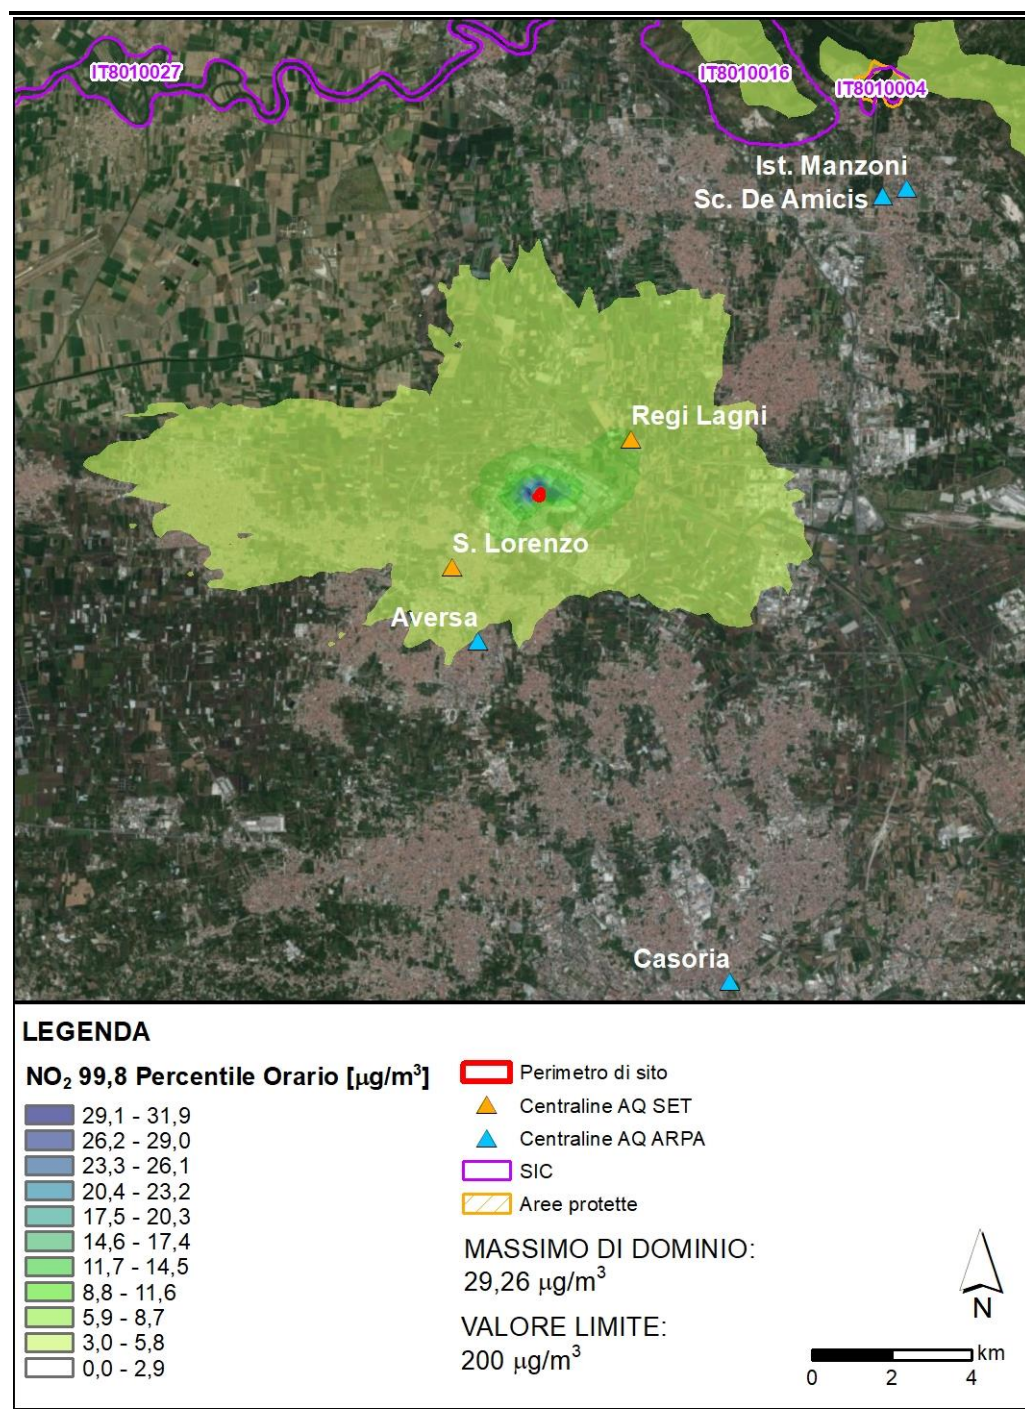 IT8010027
IT8010016
IT8010004
Ist. Manzoni
Sc. De Amicis
Regi Lagni
S. Lorenzo
Aversa
Casoria
LEGENDA
NO₂ 99,8 Percentile Orario [µg/m³]
29,1 - 31,9
26,2 - 29,0
23,3 - 26,1
20,4 - 23,2
17,5 - 20,3
14,6 - 17,4
11,7 - 14,5
8,8 - 11,6
5,9 - 8,7
3,0 - 5,8
0,0 - 2,9
Perimetro di sito
Centraline AQ SET
Centraline AQ ARPA
SIC
Aree protette
MASSIMO DI DOMINIO:
29,26 µg/m³
VALORE LIMITE:
200 µg/m³
N
km
0 2 4